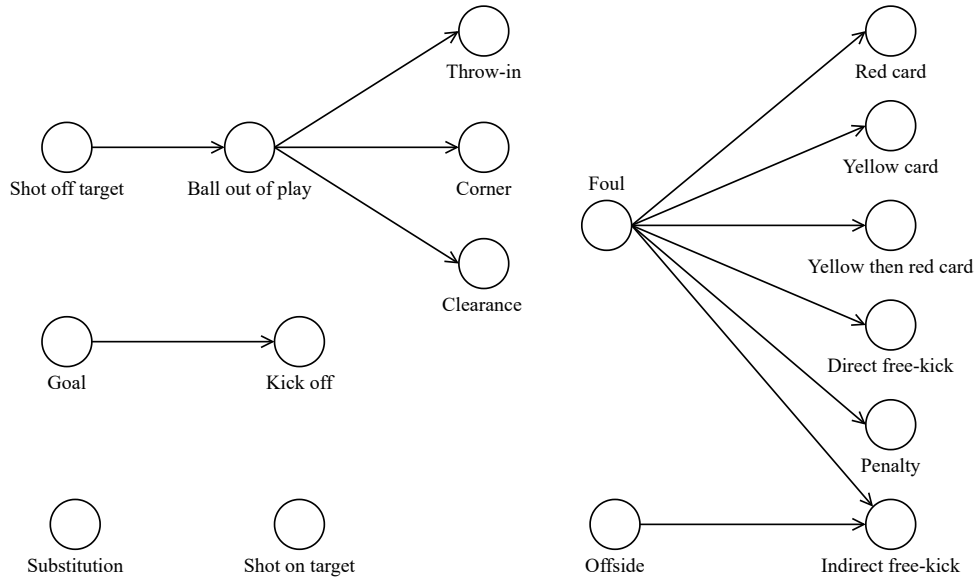 Throw-in
Red card
Shot off target
Ball out of play
Corner
Yellow card
Foul
Clearance
Yellow then red card
Goal
Kick off
Direct free-kick
Penalty
Substitution
Shot on target
Offside
Indirect free-kick